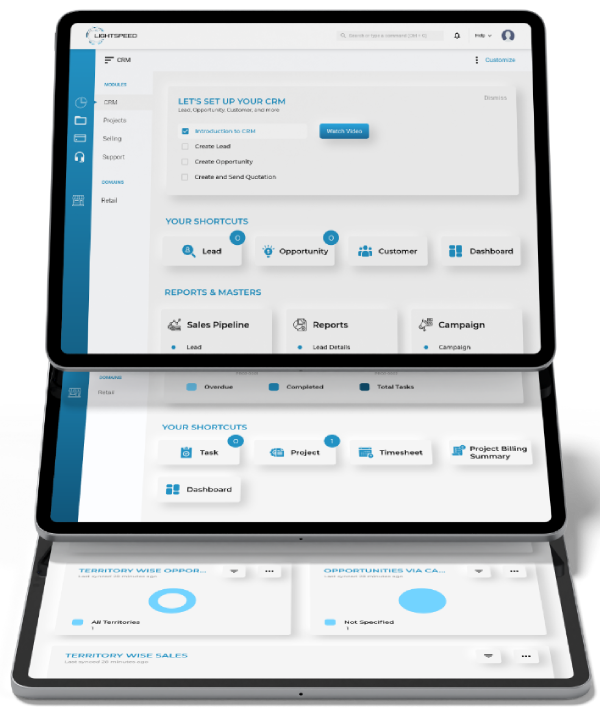 LIGHTSPEED
Search or type a command (Ctrl + G)
Help
CRM
Customize
MODULES
CRM
Projects
Selling
Support
DOMAINS
Retail
LET'S SET UP YOUR CRM
Lead, Opportunity, Customer, and more
Dismiss
Introduction to CRM
Watch Video
Create Lead
Create Opportunity
Create and Send Quotation
YOUR SHORTCUTS
Lead
0
Opportunity
0
Customer
Dashboard
REPORTS & MASTERS
Sales Pipeline
Reports
Campaign
Lead
Lead Details
Campaign
DOMAINS
Retail
Overdue
Completed
Total Tasks
YOUR SHORTCUTS
Task
0
Project
1
Timesheet
Project Billing
Summary
Dashboard
TERRITORY WISE OPPOR...
Last synced 26 minutes ago
OPPORTUNITIES VIA CA...
Last synced 26 minutes ago
All Territories
1
Not Specified
1
TERRITORY WISE SALES
Last synced 26 minutes ago